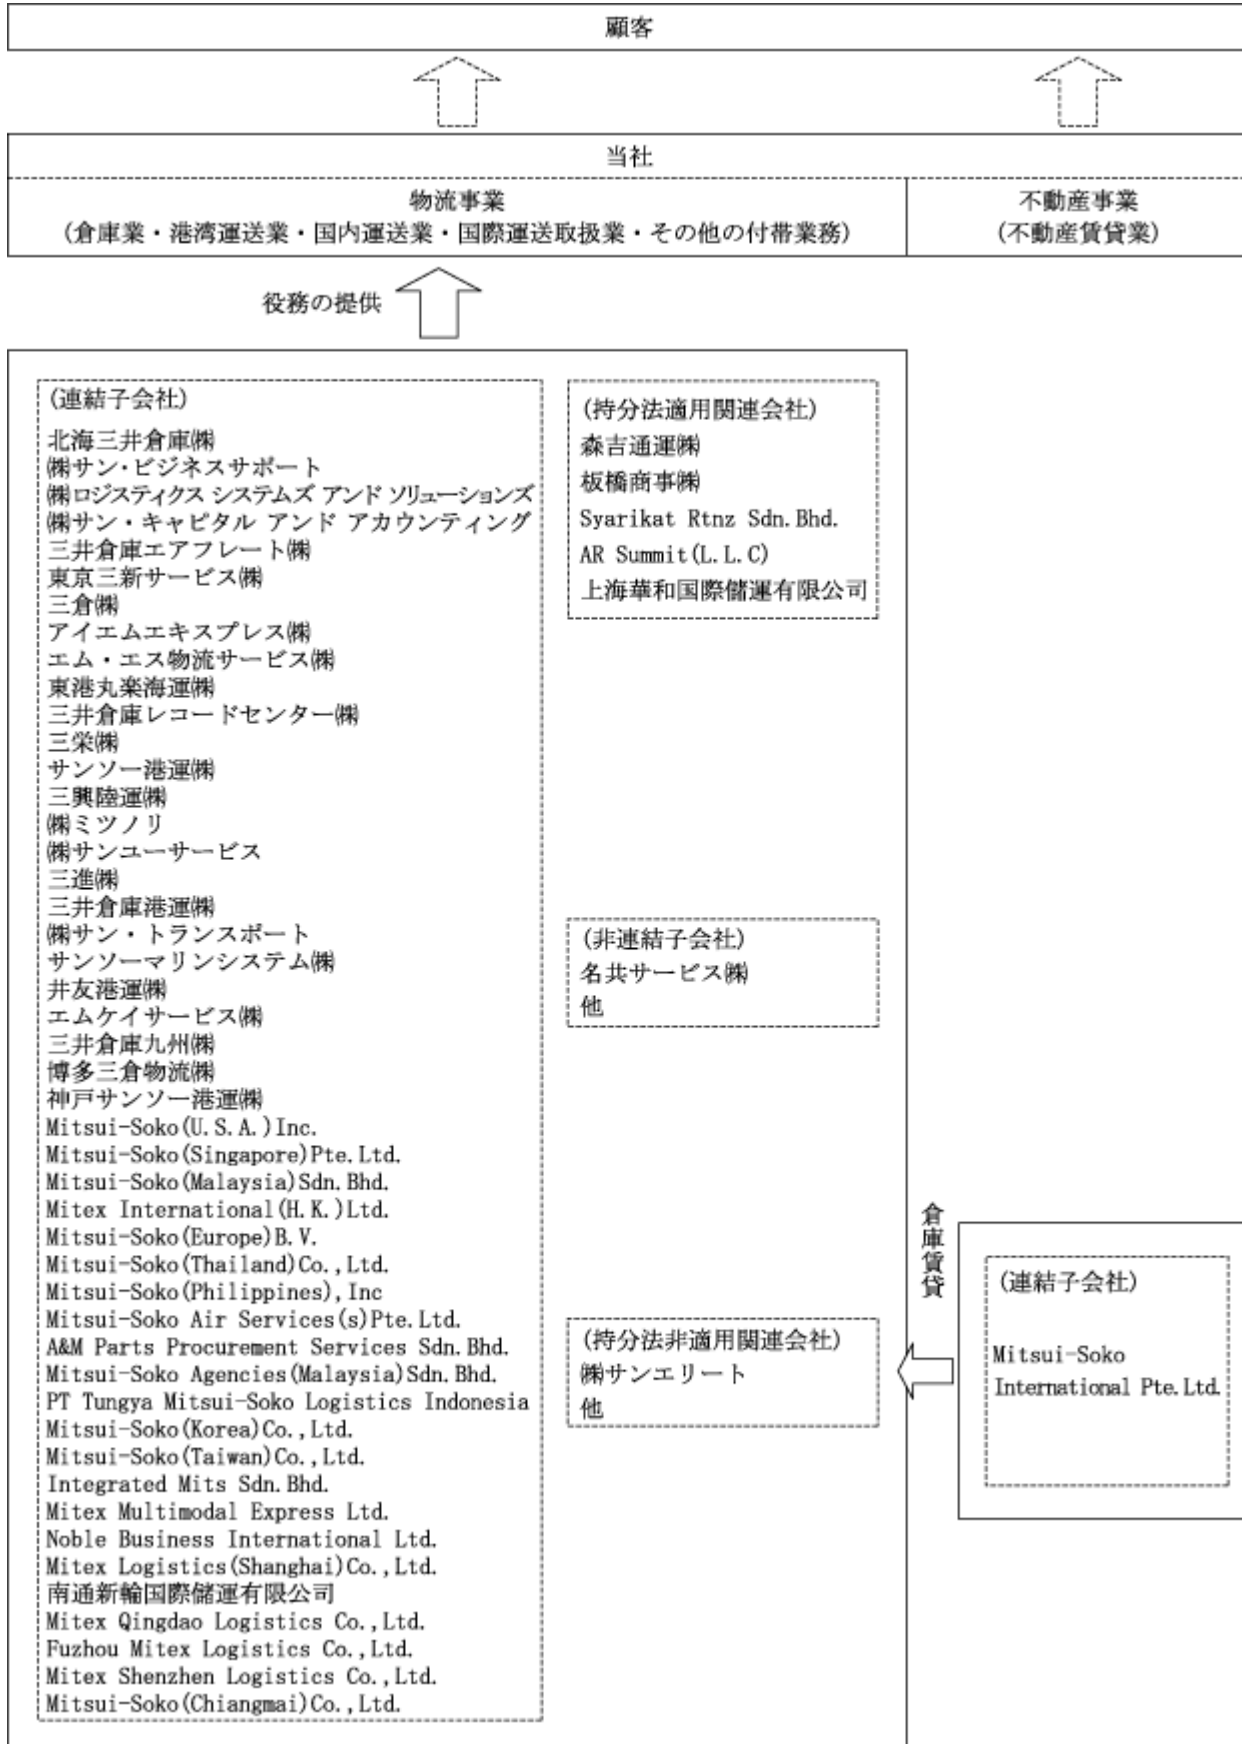 顧客
当社
物流事業
(倉庫業・港湾運送業・国内運送業・国際運送取扱業・その他の付帯業務)
不動産事業
(不動産賃貸業)
役務の提供
(連結子会社)
北海三井倉庫㈱
㈱サン・ビジネスサポート
㈱ロジスティクス システムズ アンド ソリューションズ
㈱サン・キャピタル アンド アカウンティング
三井倉庫エアフレート㈱
東京三新サービス㈱
三倉㈱
アイエムエキスプレス㈱
エム・エス物流サービス㈱
東港丸楽海運㈱
三井倉庫レコードセンター㈱
三栄㈱
サンソー港運㈱
三興陸運㈱
㈱ミツノリ
㈱サンユーサービス
三進㈱
三井倉庫港運㈱
㈱サン・トランスポート
サンソーマリンシステム㈱
井友港運㈱
エムケイサービス㈱
三井倉庫九州㈱
博多三倉物流㈱
神戸サンソー港運㈱
Mitsui-Soko(U.S.A.)Inc.
Mitsui-Soko(Singapore)Pte.Ltd.
Mitsui-Soko(Malaysia)Sdn.Bhd.
Mitex International(H.K.)Ltd.
Mitsui-Soko(Europe)B.V.
Mitsui-Soko(Thailand)Co.,Ltd.
Mitsui-Soko(Philippines),Inc
Mitsui-Soko Air Services(s)Pte.Ltd.
A&M Parts Procurement Services Sdn.Bhd.
Mitsui-Soko Agencies(Malaysia)Sdn.Bhd.
PT Tungya Mitsui-Soko Logistics Indonesia
Mitsui-Soko(Korea)Co.,Ltd.
Mitsui-Soko(Taiwan)Co.,Ltd.
Integrated Mits Sdn.Bhd.
Mitex Multimodal Express Ltd.
Noble Business International Ltd.
Mitex Logistics(Shanghai)Co.,Ltd.
南通新輪国際儲運有限公司
Mitex Qingdao Logistics Co.,Ltd.
Fuzhou Mitex Logistics Co.,Ltd.
Mitex Shenzhen Logistics Co.,Ltd.
Mitsui-Soko(Chiangmai)Co.,Ltd.
(持分法適用関連会社)
森吉通運㈱
板橋商事㈱
Syarikat Rtnz Sdn.Bhd.
AR Summit(L.L.C)
上海華和国際儲運有限公司
(非連結子会社)
名共サービス㈱
他
(持分法非適用関連会社)
㈱サンエリート
他
倉庫賃貸
(連結子会社)
Mitsui-Soko
International Pte.Ltd.